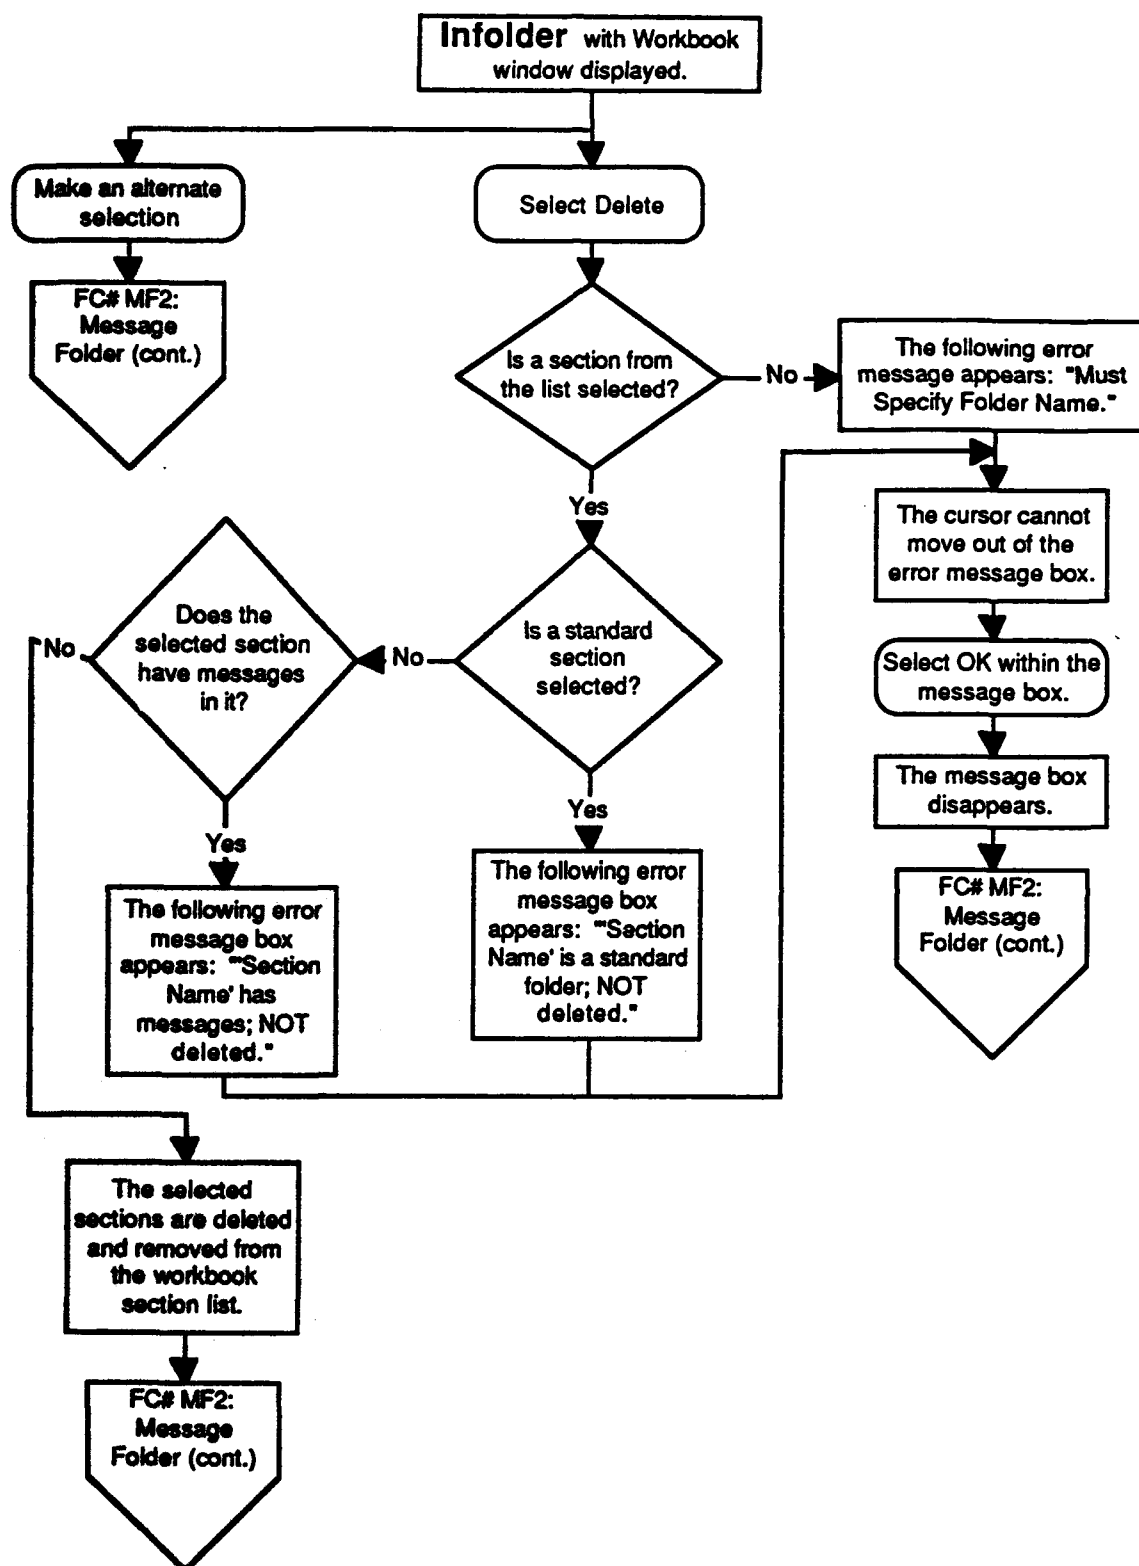 Infolder with Workbook
window displayed.
Make an alternate
selection
Select Delete
FC# MF2:
Message
Folder (cont.)
Is a section from
the list selected?
No
The following error
message appears: "Must
Specify Folder Name."
Yes
The cursor cannot
move out of the
error message box.
Does the
selected section
have messages
in it?
No
No
Is a standard
section
selected?
Select OK within the
message box.
The message box
disappears.
Yes
Yes
The following error
message box
appears: "'Section
Name' has
messages; NOT
deleted."
The following error
message box
appears: "'Section
Name' is a standard
folder; NOT
deleted."
FC# MF2:
Message
Folder (cont.)
The selected
sections are deleted
and removed from
the workbook
section list.
FC# MF2:
Message
Folder (cont.)